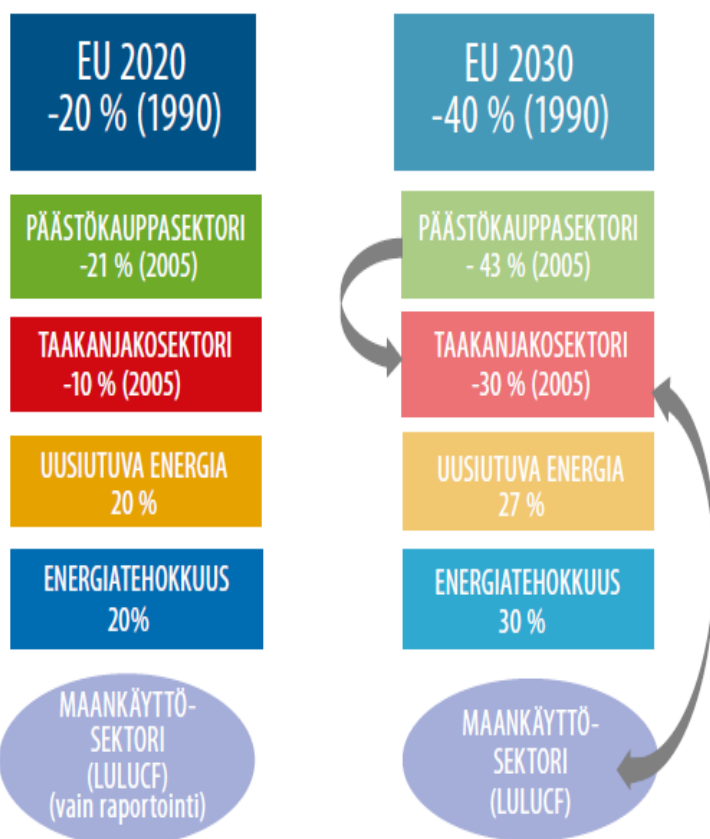 EU 2020
-20 % (1990)
PÄÄSTÖKAUPPASEKTORI
-21 % (2005)
TAAKANJAKOSEKTORI
-10 % (2005)
UUSIUTUVA ENERGIA
20 %
ENERGIATEHOKKUUS
20%
MAANKÄYTTÖ-
SEKTORI
(LULUCF)
(vain raportointi)
EU 2030
-40 % (1990)
PÄÄSTÖKAUPPASEKTORI
- 43 % (2005)
TAAKANJAKOSEKTORI
-30 % (2005)
UUSIUTUVA ENERGIA
27 %
ENERGIATEHOKKUUS
30 %
MAANKÄYTTÖ-
SEKTORI
(LULUCF)